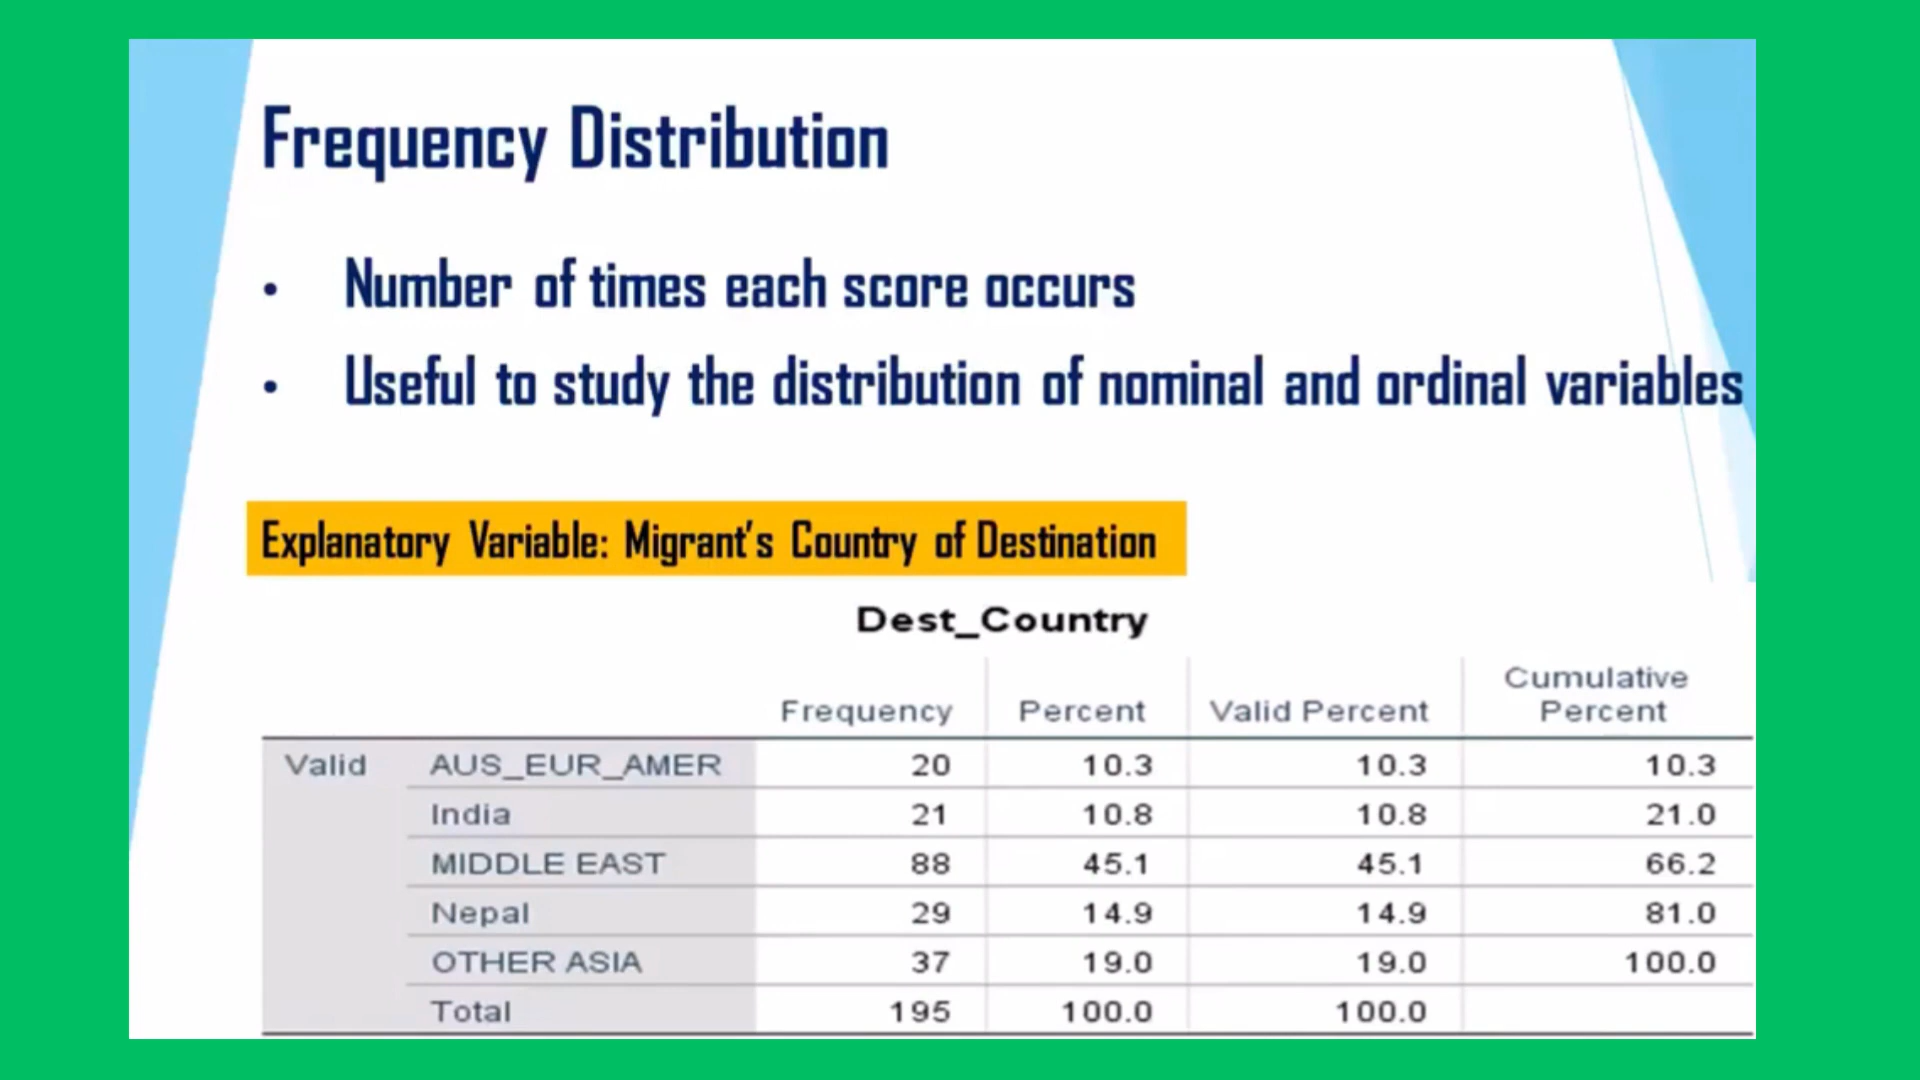 Frequency Distribution
• Number of times each score occurs
• Useful to study the distribution of nominal and ordinal variables
Explanatory Variable: Migrant's Country of Destination
Dest_Country
Frequency Percent Valid Percent Cumulative Percent
Valid AUS_EUR_AMER 20 10.3 10.3 10.3
India 21 10.8 10.8 21.0
MIDDLE EAST 88 45.1 45.1 66.2
Nepal 29 14.9 14.9 81.0
OTHER ASIA 37 19.0 19.0 100.0
Total 195 100.0 100.0